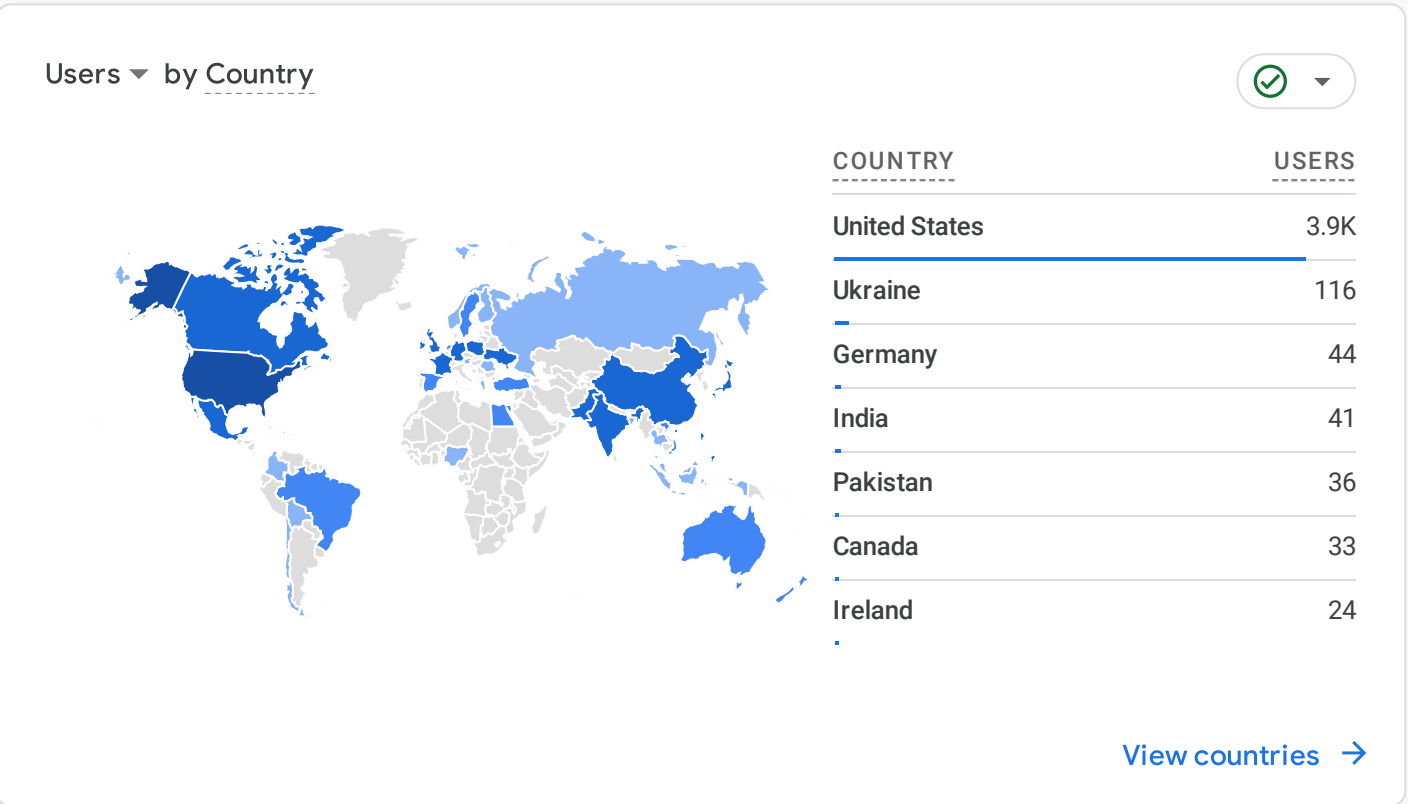 Users by Country
COUNTRY USERS
United States 3.9K
Ukraine 116
Germany 44
India 41
Pakistan 36
Canada 33
Ireland 24
View countries